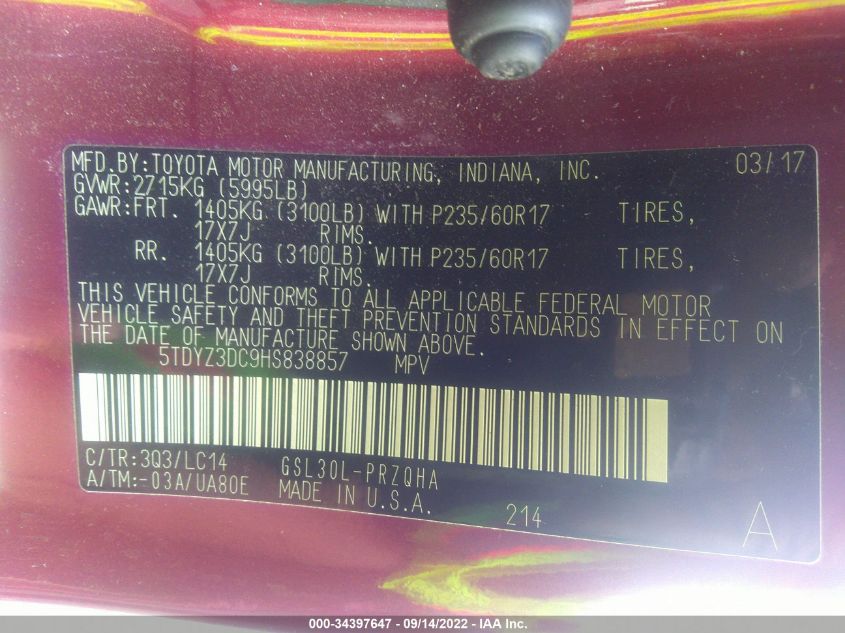 MFD.BY:TOYOTA MOTOR MANUFACTURING, INDIANA, INC. 03/17
GVWR:2715KG (5995LB)
GAWR:FRT. 1405KG (3100LB) WITH P235/60R17 TIRES,
17X7J RIMS.
RR. 1405KG (3100LB) WITH P235/60R17 TIRES,
17X7J RIMS.
THIS VEHICLE CONFORMS TO ALL APPLICABLE FEDERAL MOTOR
VEHICLE SAFETY AND THEFT PREVENTION STANDARDS IN EFFECT ON
THE DATE OF MANUFACTURE SHOWN ABOVE.
5TDYZ3DC9HS838857 MPV
C/TR:3Q3/LC14 GSL30L-PRZQHA
A/TM:-03A/UA80E MADE IN U.S.A. 214 A
000-34397647 - 09/14/2022 - IAA Inc.